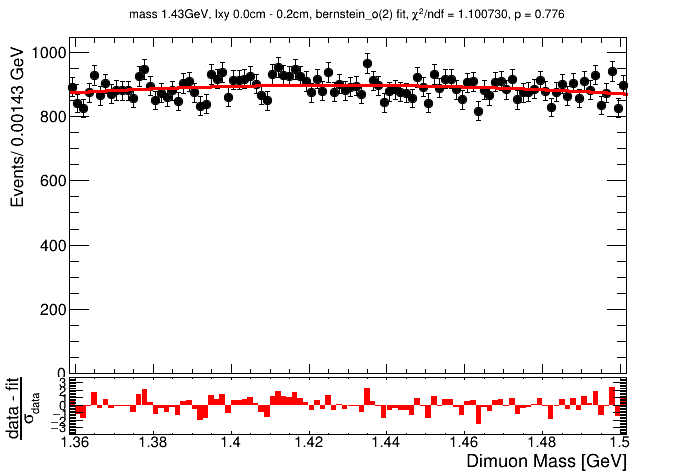 mass 1.43GeV, lxy 0.0cm - 0.2cm, bernstein_o(2) fit, χ²/ndf = 1.100730, p = 0.776
Events/ 0.00143 GeV
1000
800
600
400
200
0
data - fit
σdata
3
2
1
0
−1
−2
−3
1.36 1.38 1.4 1.42 1.44 1.46 1.48 1.5
Dimuon Mass [GeV]